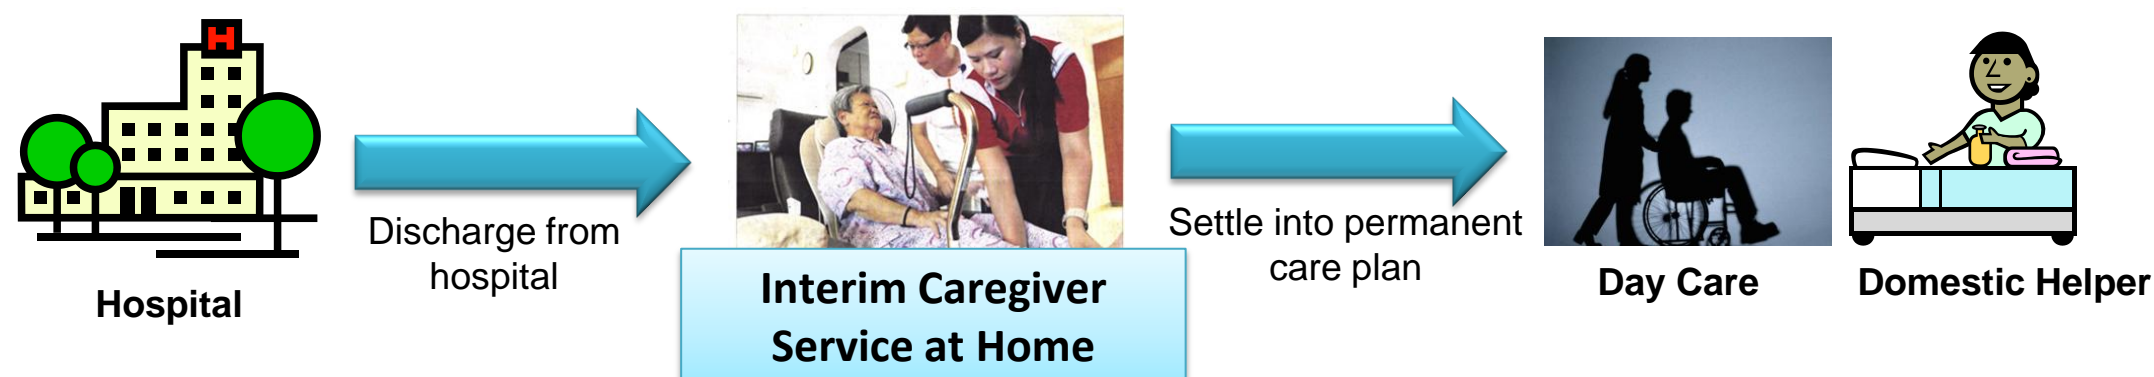 H
Hospital
Discharge from
hospital
Interim Caregiver
Service at Home
Settle into permanent
care plan
Day Care
Domestic Helper